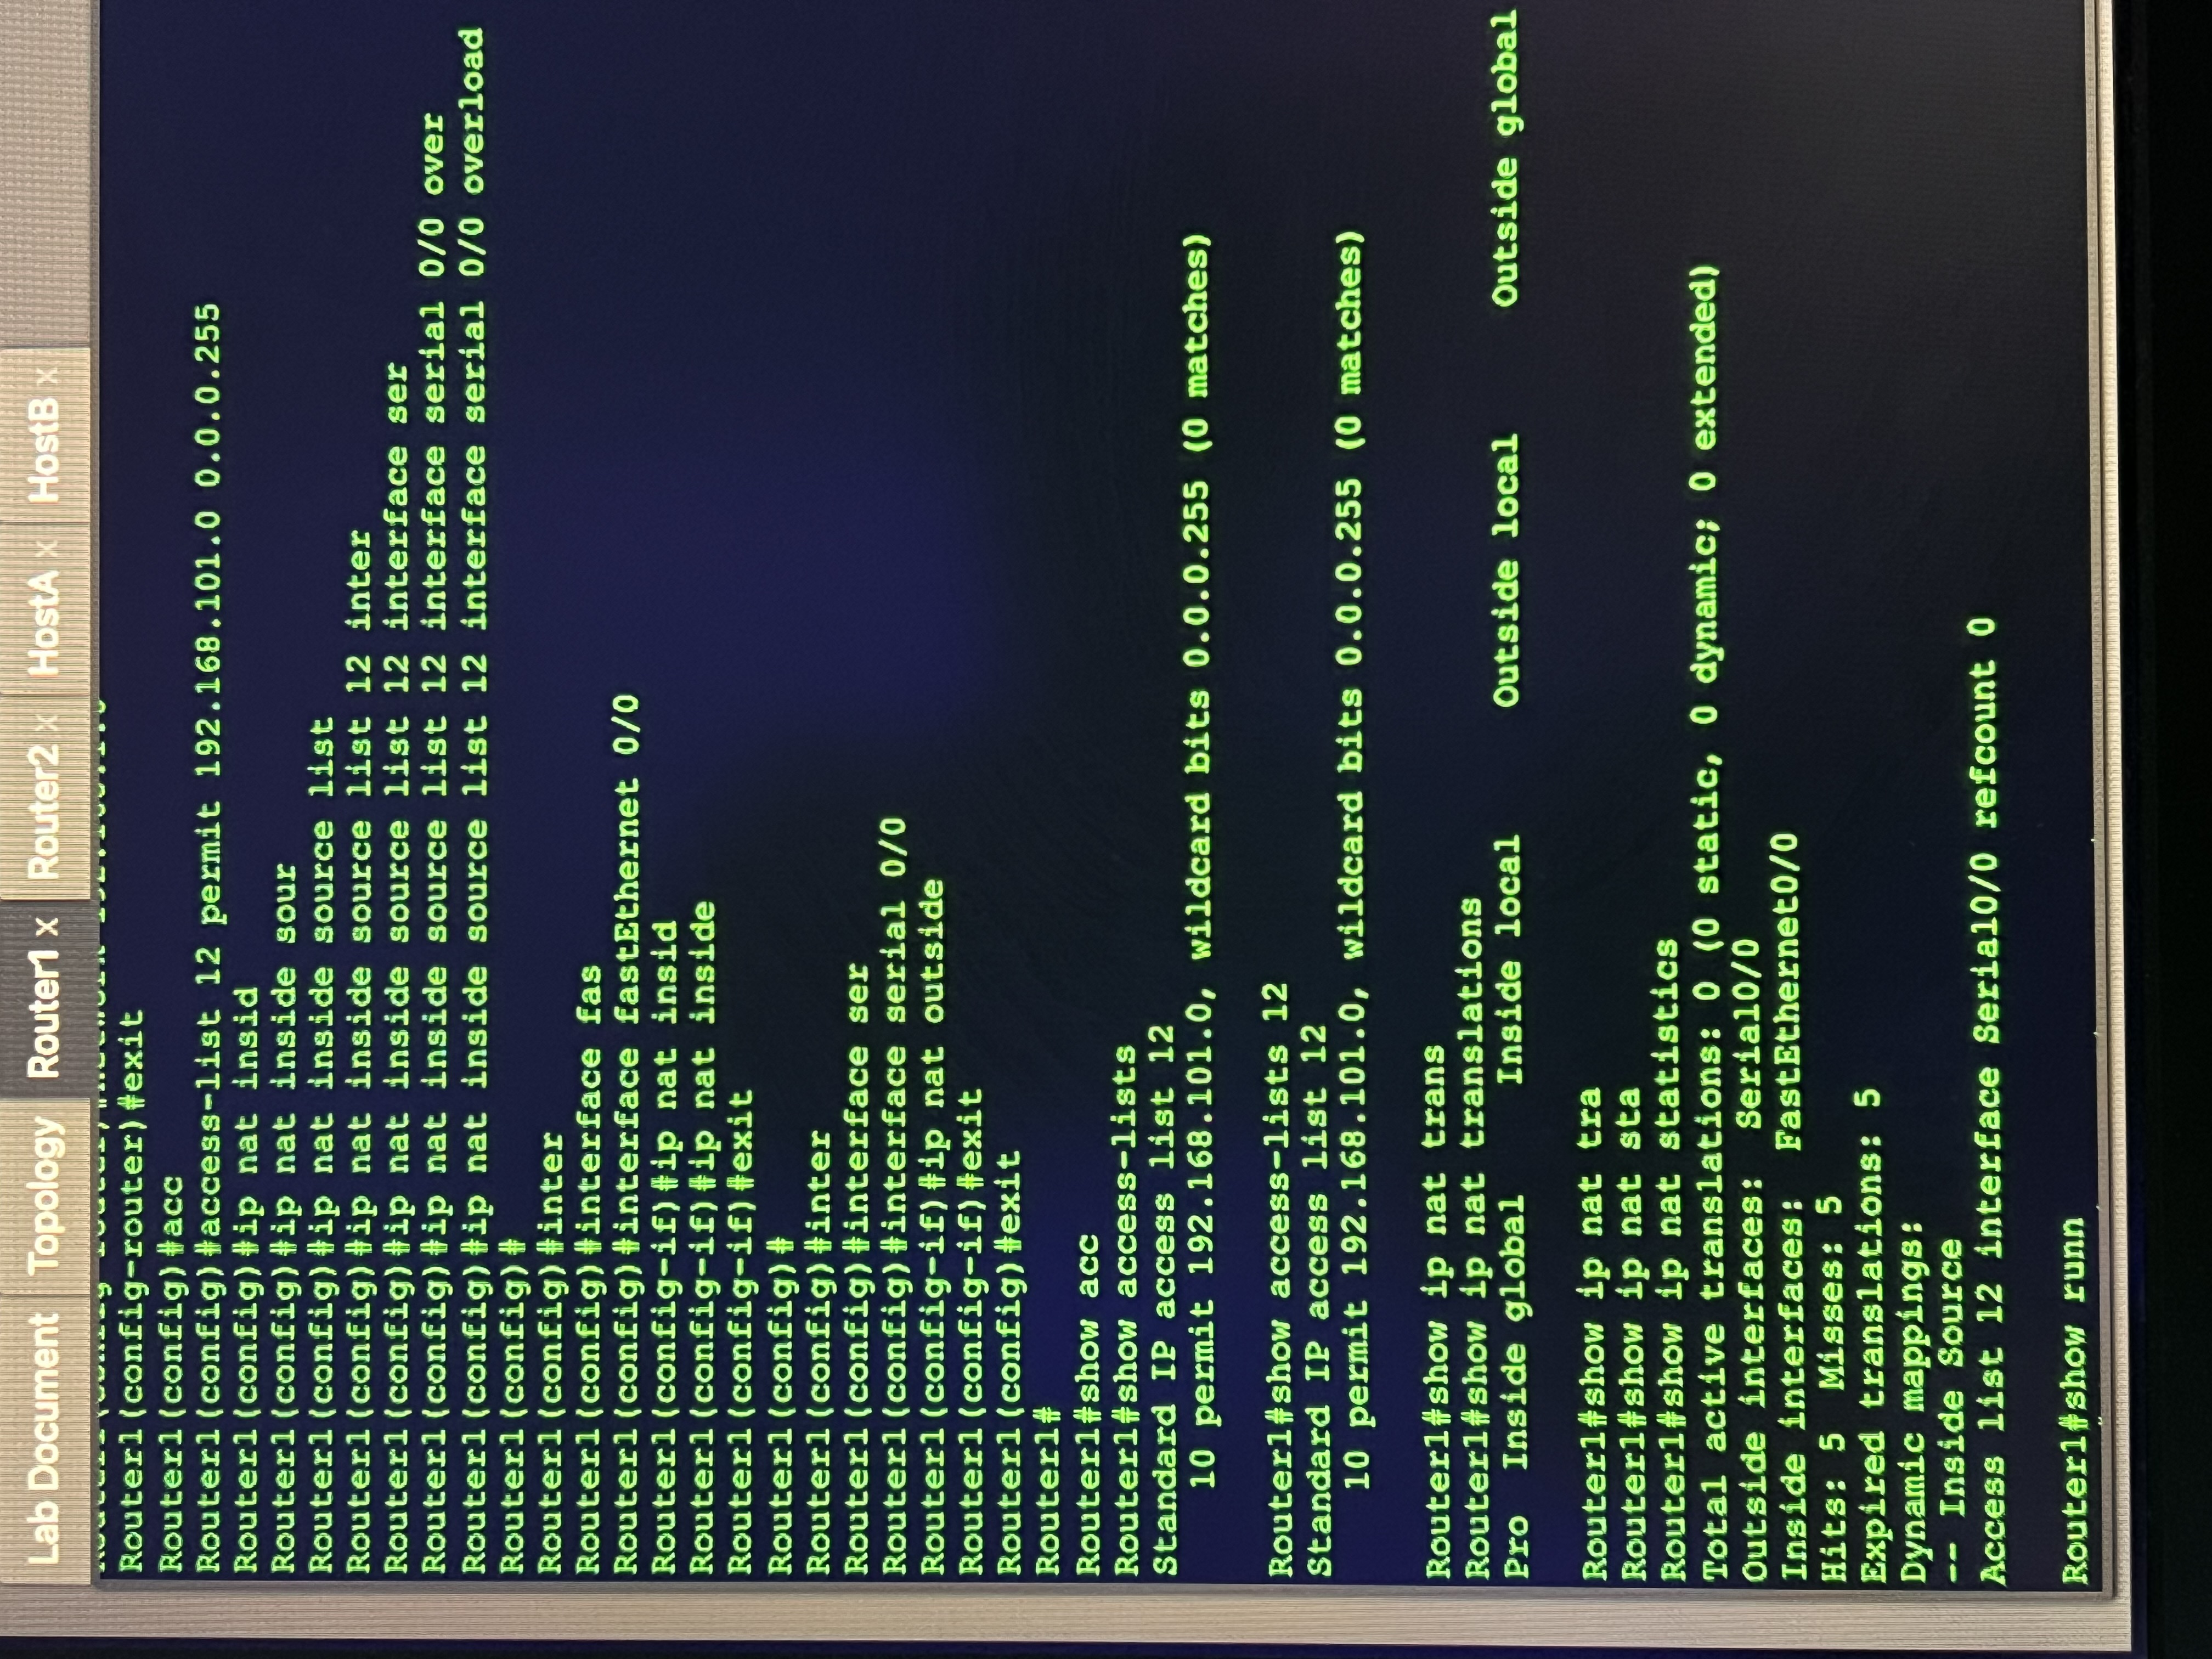 Lab Document Topology Router1 x Router2 x HostA x HostB x
Router1(config-router)#network 192.168.1.0
Router1(config-router)#exit
Router1(config)#acc
Router1(config)#access-list 12 permit 192.168.101.0 0.0.0.255
Router1(config)#ip nat insid
Router1(config)#ip nat inside sour
Router1(config)#ip nat inside source list
Router1(config)#ip nat inside source list 12 inter
Router1(config)#ip nat inside source list 12 interface ser
Router1(config)#ip nat inside source list 12 interface serial 0/0 over
Router1(config)#ip nat inside source list 12 interface serial 0/0 overload
Router1(config)#
Router1(config)#inter
Router1(config)#interface fas
Router1(config)#interface fastEthernet 0/0
Router1(config-if)#ip nat insid
Router1(config-if)#ip nat inside
Router1(config-if)#exit
Router1(config)#
Router1(config)#inter
Router1(config)#interface ser
Router1(config)#interface serial 0/0
Router1(config-if)#ip nat outside
Router1(config-if)#exit
Router1(config)#exit
Router1#
Router1#show acc
Router1#show access-lists
Standard IP access list 12
10 permit 192.168.101.0, wildcard bits 0.0.0.255 (0 matches)
Router1#show access-lists 12
Standard IP access list 12
10 permit 192.168.101.0, wildcard bits 0.0.0.255 (0 matches)
Router1#show ip nat trans
Router1#show ip nat translations
Pro Inside global Inside local Outside local Outside global
Router1#show ip nat tra
Router1#show ip nat sta
Router1#show ip nat statistics
Total active translations: 0 (0 static, 0 dynamic; 0 extended)
Outside interfaces: Serial0/0
Inside interfaces: FastEthernet0/0
Hits: 5 Misses: 5
Expired translations: 5
Dynamic mappings:
-- Inside Source
Access list 12 interface Serial0/0 refcount 0
Router1#show runn